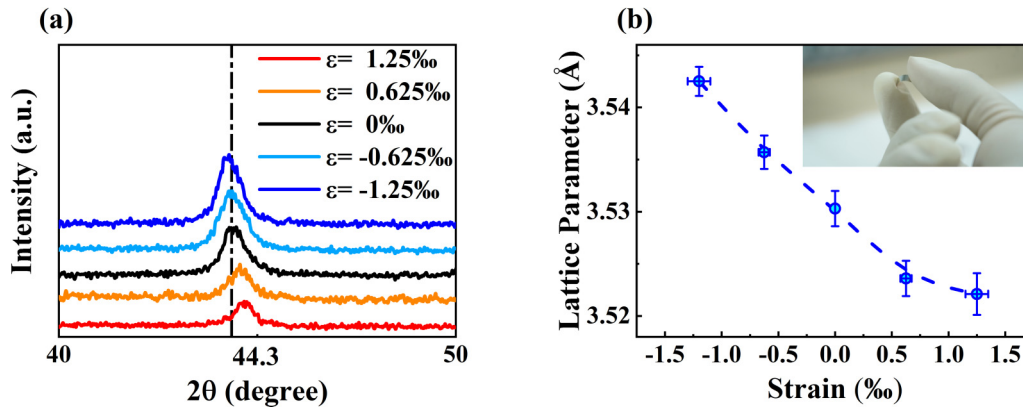 (a)
Intensity (a.u.)
ε= 1.25‰
ε= 0.625‰
ε= 0‰
ε= -0.625‰
ε= -1.25‰
40
44.3
50
2θ (degree)
(b)
Lattice Parameter (Å)
3.54
3.53
3.52
-1.5
-1.0
-0.5
0.0
0.5
1.0
1.5
Strain (‰)